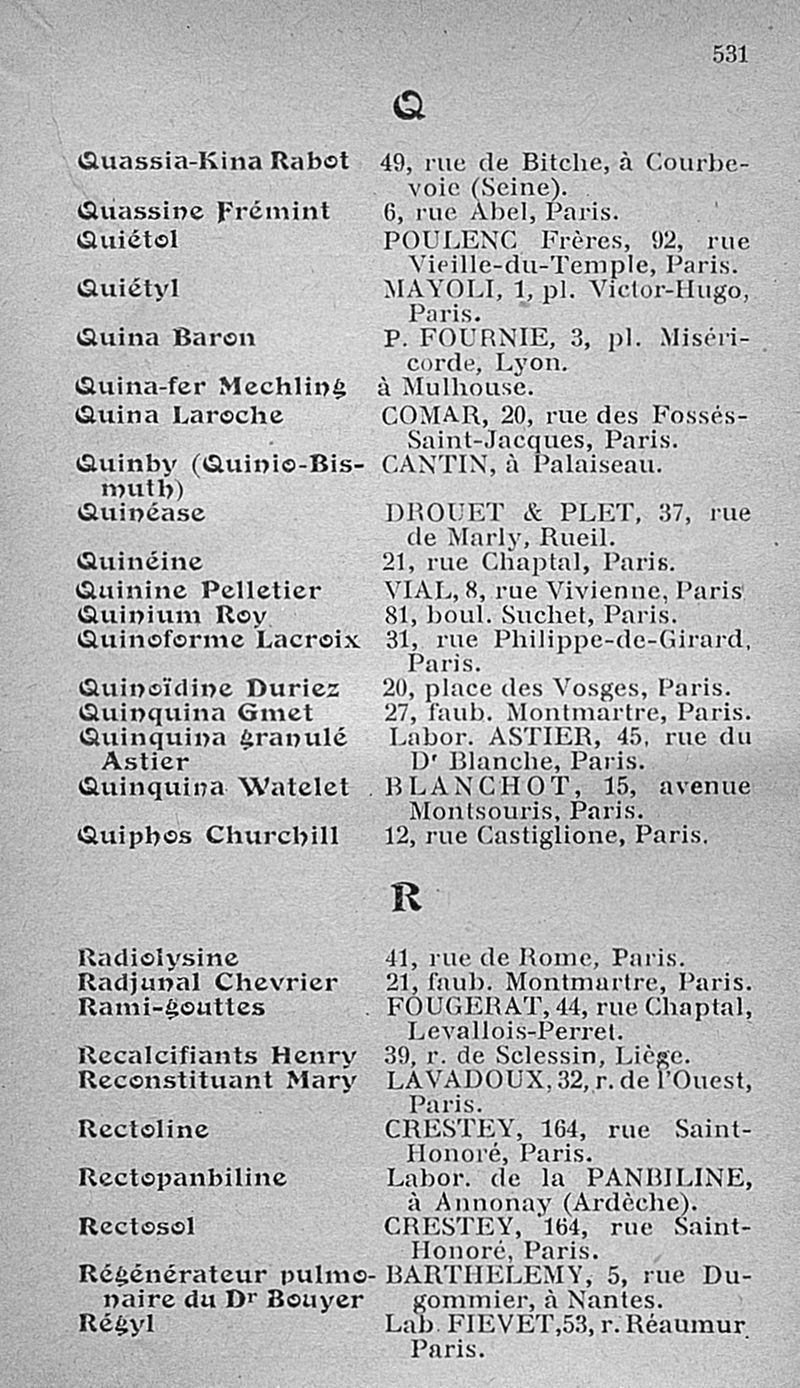 531
Q
Quassia-Kina Rabot 49, rue de Bitche, à Courbe-
voie (Seine).
Quassine Frémint 6, rue Abel, Paris.
Quiétol POULENC Frères, 92, rue
Vieille-du-Temple, Paris.
Quiétyl MAYOLI, 1, pl. Victor-Hugo,
Paris.
Quina Baron P. FOURNIE, 3, pl. Miséri-
corde, Lyon.
Quina-fer Mechling à Mulhouse.
Quina Laroche COMAR, 20, rue des Fossés-
Saint-Jacques, Paris.
Quinby (Quinio-Bis- CANTIN, à Palaiseau.
muth)
Quinéase DROUET & PLET, 37, rue
de Marly, Rueil.
Quinéine 21, rue Chaptal, Paris.
Quinine Pelletier VIAL, 8, rue Vivienne, Paris
Quinium Roy 81, boul. Suchet, Paris.
Quinoforme Lacroix 31, rue Philippe-de-Girard,
Paris.
Quinoïdine Duriez 20, place des Vosges, Paris.
Quinquina Gmet 27, faub. Montmartre, Paris.
Quinquina granulé Labor. ASTIER, 45, rue du
Astier Dr Blanche, Paris.
Quinquina Watelet BLANCHOT, 15, avenue
Montsouris, Paris.
Quiphos Churchill 12, rue Castiglione, Paris.
R
Radiolysine 41, rue de Rome, Paris.
Radjunal Chevrier 21, faub. Montmartre, Paris.
Rami-gouttes FOUGERAT, 44, rue Chaptal,
Levallois-Perret.
Recalcifiants Henry 39, r. de Sclessin, Liège.
Reconstituant Mary LAVADOUX, 32, r. de l'Ouest,
Paris.
Rectoline CRESTEY, 164, rue Saint-
Honoré, Paris.
Rectopanbiline Labor. de la PANBILINE,
à Annonay (Ardèche).
Rectosol CRESTEY, 164, rue Saint-
Honoré, Paris.
Régénérateur pulmo- BARTHELEMY, 5, rue Du-
naire du Dr Bouyer gommier, à Nantes.
Régyl Lab. FIEVET, 53, r. Réaumur
Paris.